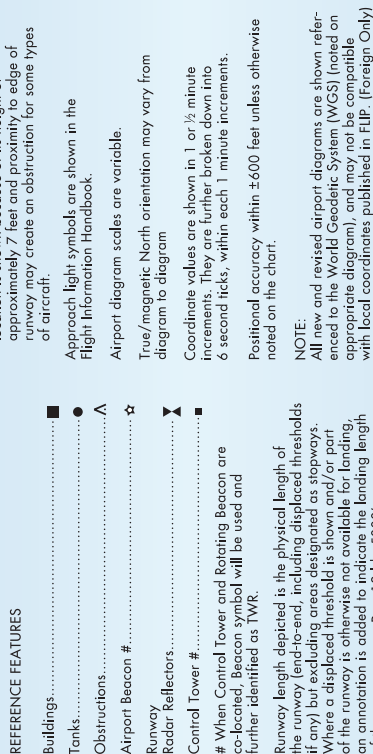 REFERENCE FEATURES
Buildings
Tanks
Obstructions
Airport Beacon #
Runway
Radar Reflectors
Control Tower #
# When Control Tower and Rotating Beacon are
co-located, Beacon symbol will be used and
further identified as TWR.
Runway length depicted is the physical length of
the runway (end-to-end, including displaced thresholds
if any) but excluding areas designated as stopways.
Where a displaced threshold is shown and/or part
of the runway is otherwise not available for landing,
an annotation is added to indicate the landing length
approximately 7 feet and proximity to edge of
runway may create an obstruction for some types
of aircraft.
Approach light symbols are shown in the
Flight Information Handbook.
Airport diagram scales are variable.
True/magnetic North orientation may vary from
diagram to diagram
Coordinate values are shown in 1 or ½ minute
increments. They are further broken down into
6 second ticks, within each 1 minute increments.
Positional accuracy within ±600 feet unless otherwise
noted on the chart.
NOTE:
All new and revised airport diagrams are shown refer-
enced to the World Geodetic System (WGS) (noted on
appropriate diagram), and may not be compatible
with local coordinates published in FLIP. (Foreign Only)